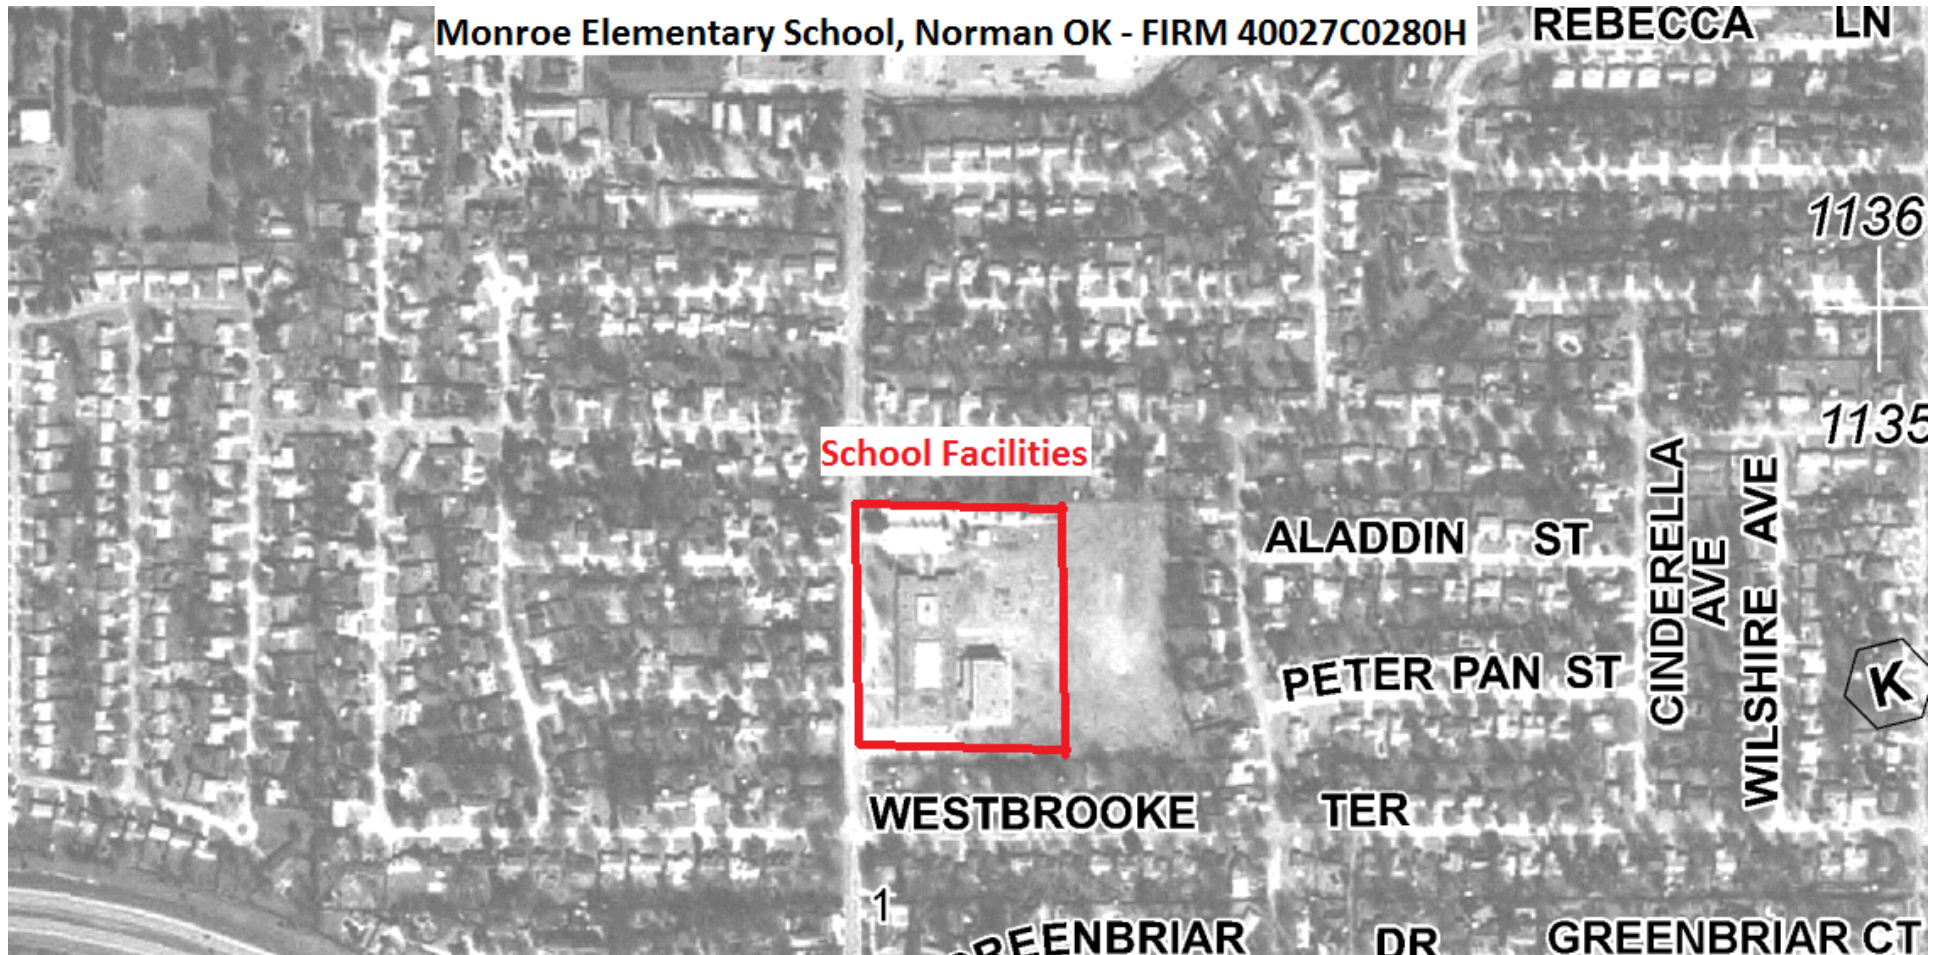 Monroe Elementary School, Norman OK - FIRM 40027C0280H
REBECCA LN
1136
1135
School Facilities
ALADDIN ST
CINDERELLA AVE
WILSHIRE AVE
PETER PAN ST
K
WESTBROOKE TER
1
REENBRIAR DR
GREENBRIAR CT